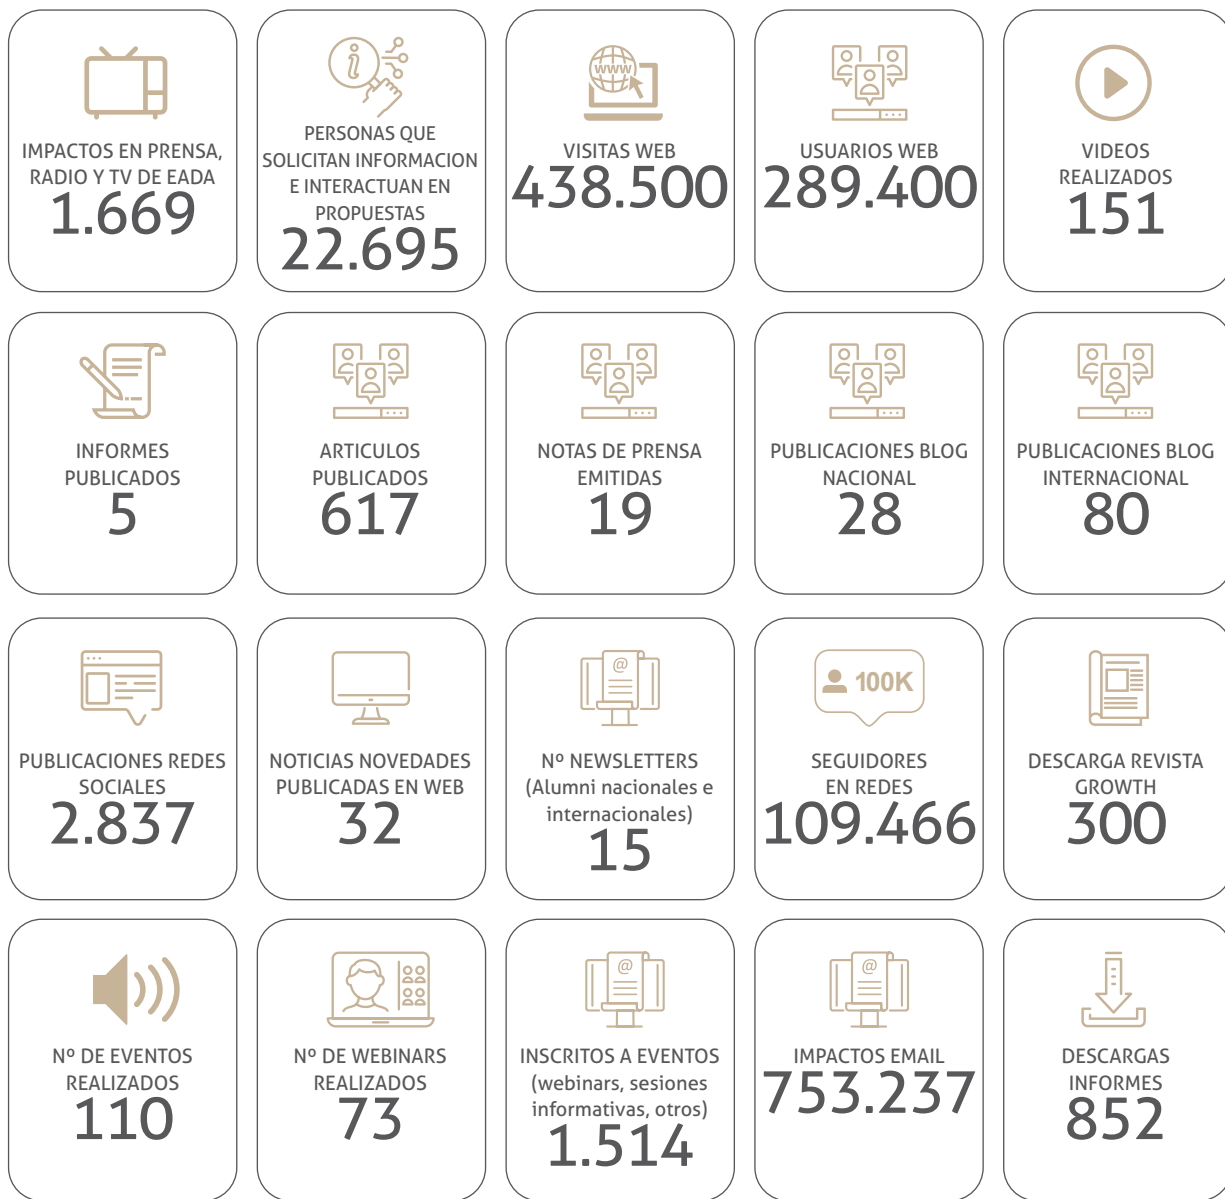 IMPACTOS EN PRENSA,
RADIO Y TV DE EADA
1.669
PERSONAS QUE
SOLICITAN INFORMACION
E INTERACTUAN EN
PROPUESTAS
22.695
www
VISITAS WEB
438.500
USUARIOS WEB
289.400
VIDEOS
REALIZADOS
151
INFORMES
PUBLICADOS
5
ARTICULOS
PUBLICADOS
617
NOTAS DE PRENSA
EMITIDAS
19
PUBLICACIONES BLOG
NACIONAL
28
PUBLICACIONES BLOG
INTERNACIONAL
80
PUBLICACIONES REDES
SOCIALES
2.837
NOTICIAS NOVEDADES
PUBLICADAS EN WEB
32
@
Nº NEWSLETTERS
(Alumni nacionales e
internacionales)
15
100K
SEGUIDORES
EN REDES
109.466
DESCARGA REVISTA
GROWTH
300
Nº DE EVENTOS
REALIZADOS
110
Nº DE WEBINARS
REALIZADOS
73
@
INSCRITOS A EVENTOS
(webinars, sesiones
informativas, otros)
1.514
@
IMPACTOS EMAIL
753.237
DESCARGAS
INFORMES
852